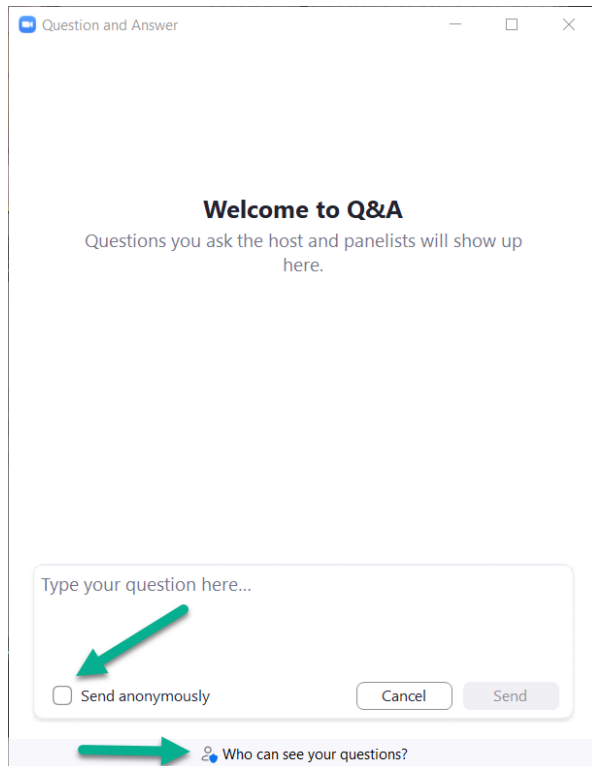 Question and Answer
Welcome to Q&A
Questions you ask the host and panelists will show up
here.
Type your question here...
Send anonymously
Cancel
Send
Who can see your questions?